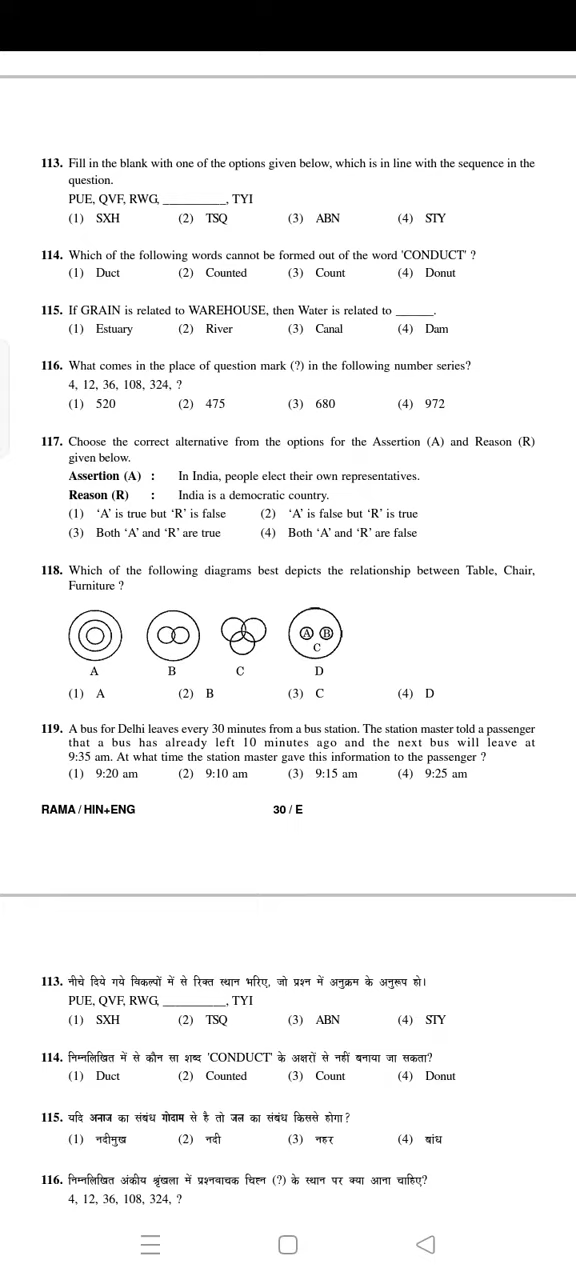 113. Fill in the blank with one of the options given below, which is in line with the sequence in the
question.
PUE, QVF, RWG, __________, TYI
(1) SXH (2) TSQ (3) ABN (4) STY
114. Which of the following words cannot be formed out of the word 'CONDUCT' ?
(1) Duct (2) Counted (3) Count (4) Donut
115. If GRAIN is related to WAREHOUSE, then Water is related to ______.
(1) Estuary (2) River (3) Canal (4) Dam
116. What comes in the place of question mark (?) in the following number series?
4, 12, 36, 108, 324, ?
(1) 520 (2) 475 (3) 680 (4) 972
117. Choose the correct alternative from the options for the Assertion (A) and Reason (R)
given below.
Assertion (A) : In India, people elect their own representatives.
Reason (R) : India is a democratic country.
(1) ‘A’ is true but ‘R’ is false (2) ‘A’ is false but ‘R’ is true
(3) Both ‘A’ and ‘R’ are true (4) Both ‘A’ and ‘R’ are false
118. Which of the following diagrams best depicts the relationship between Table, Chair,
Furniture ?
A B
C
A B C D
(1) A (2) B (3) C (4) D
119. A bus for Delhi leaves every 30 minutes from a bus station. The station master told a passenger
that a bus has already left 10 minutes ago and the next bus will leave at
9:35 am. At what time the station master gave this information to the passenger ?
(1) 9:20 am (2) 9:10 am (3) 9:15 am (4) 9:25 am
RAMA / HIN+ENG 30 / E
113. नीचे दिये गये विकल्पों में से रिक्त स्थान भरिए, जो प्रश्न में अनुक्रम के अनुरूप हो।
PUE, QVF, RWG, __________, TYI
(1) SXH (2) TSQ (3) ABN (4) STY
114. निम्नलिखित में से कौन सा शब्द 'CONDUCT' के अक्षरों से नहीं बनाया जा सकता?
(1) Duct (2) Counted (3) Count (4) Donut
115. यदि अनाज का संबंध गोदाम से है तो जल का संबंध किससे होगा?
(1) नदीमुख (2) नदी (3) नहर (4) बांध
116. निम्नलिखित अंकीय श्रृंखला में प्रश्नवाचक चिह्न (?) के स्थान पर क्या आना चाहिए?
4, 12, 36, 108, 324, ?